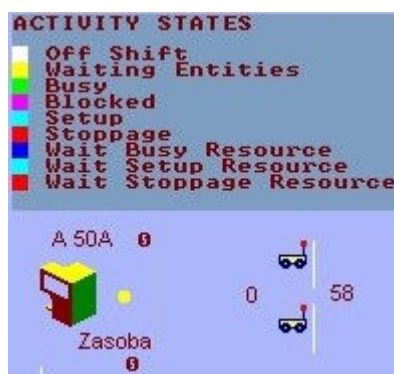 ACTIVITY STATES
Off Shift
Waiting Entities
Busy
Blocked
Setup
Stoppage
Wait Busy Resource
Wait Setup Resource
Wait Stoppage Resource
A 50A 0
0 58
Zasoba
0